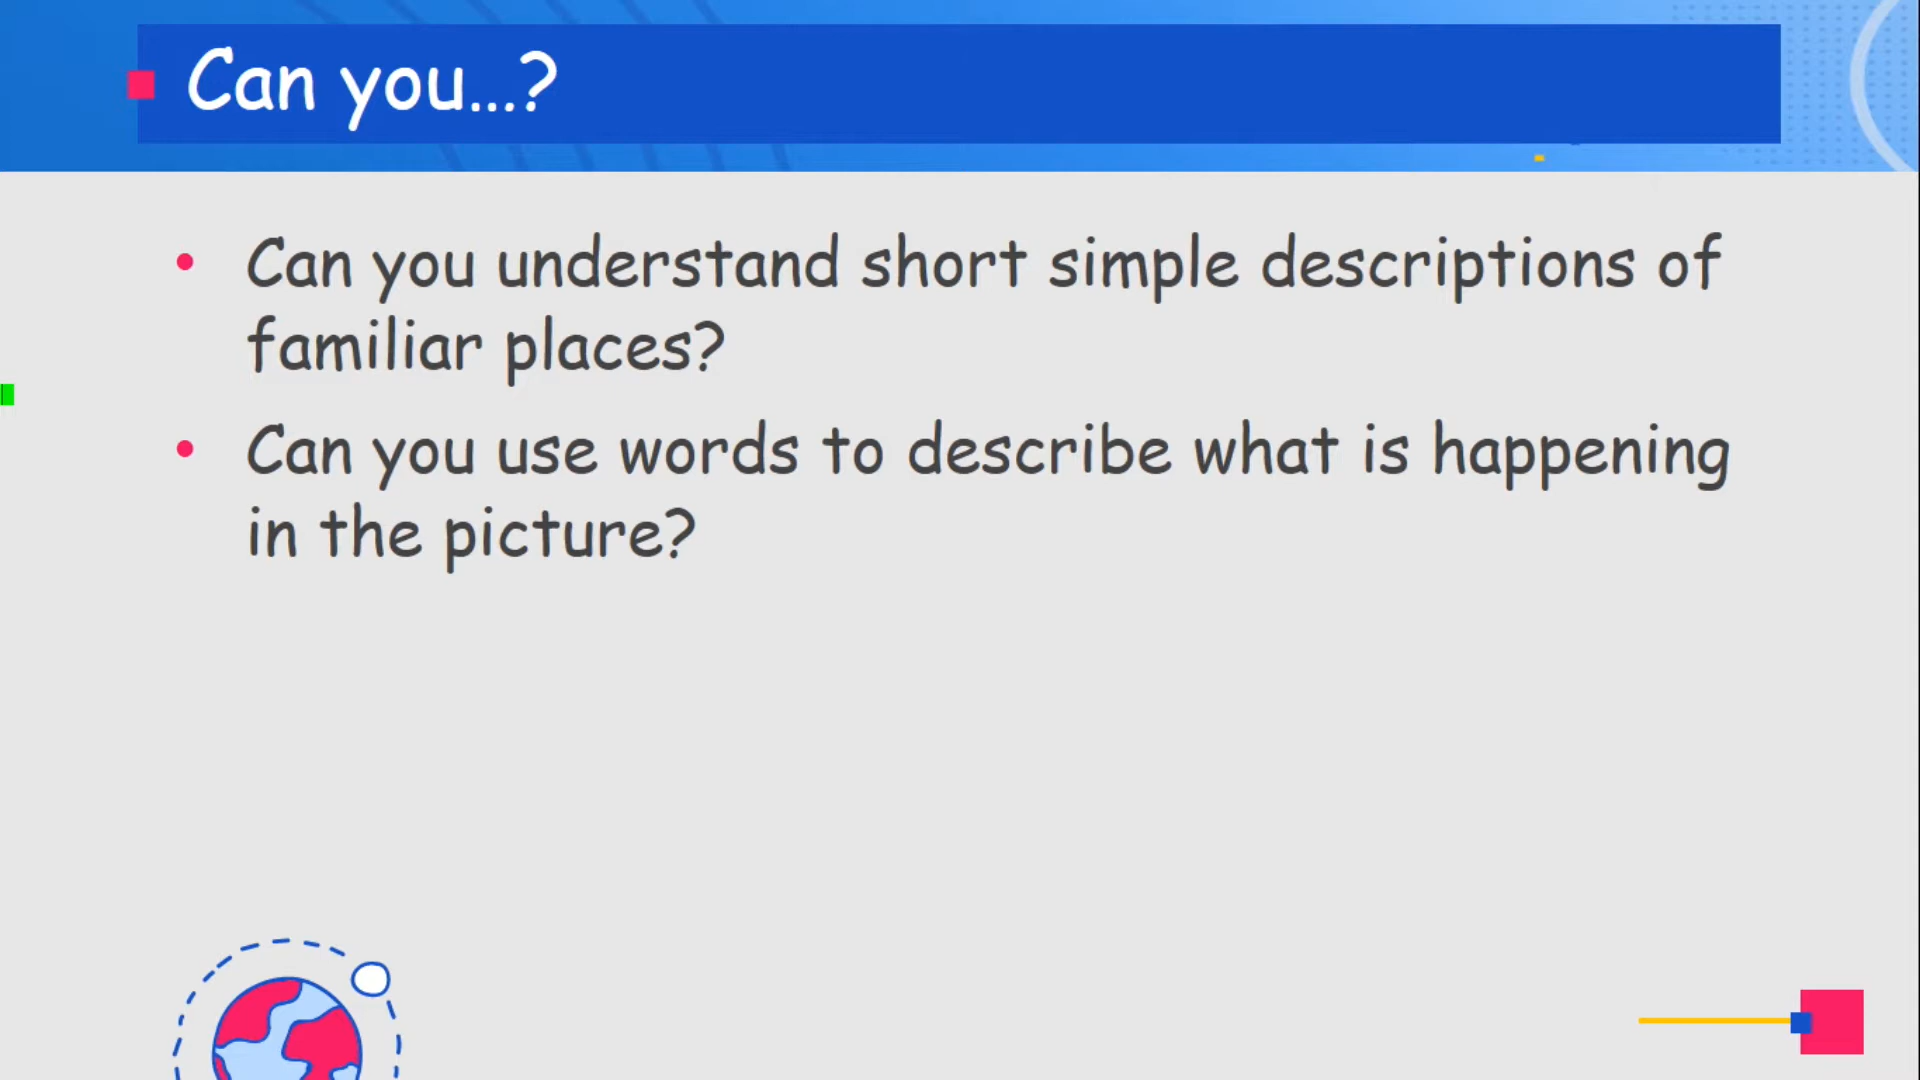 Can you...?
Can you understand short simple descriptions of
familiar places?
Can you use words to describe what is happening
in the picture?